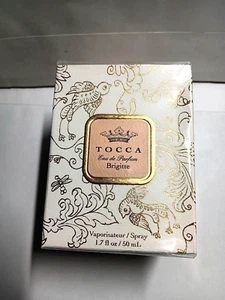 TOCCA
Eau de Parfum
Brigitte
Vaporisateur / Spray
1.7 fl oz / 50 mL